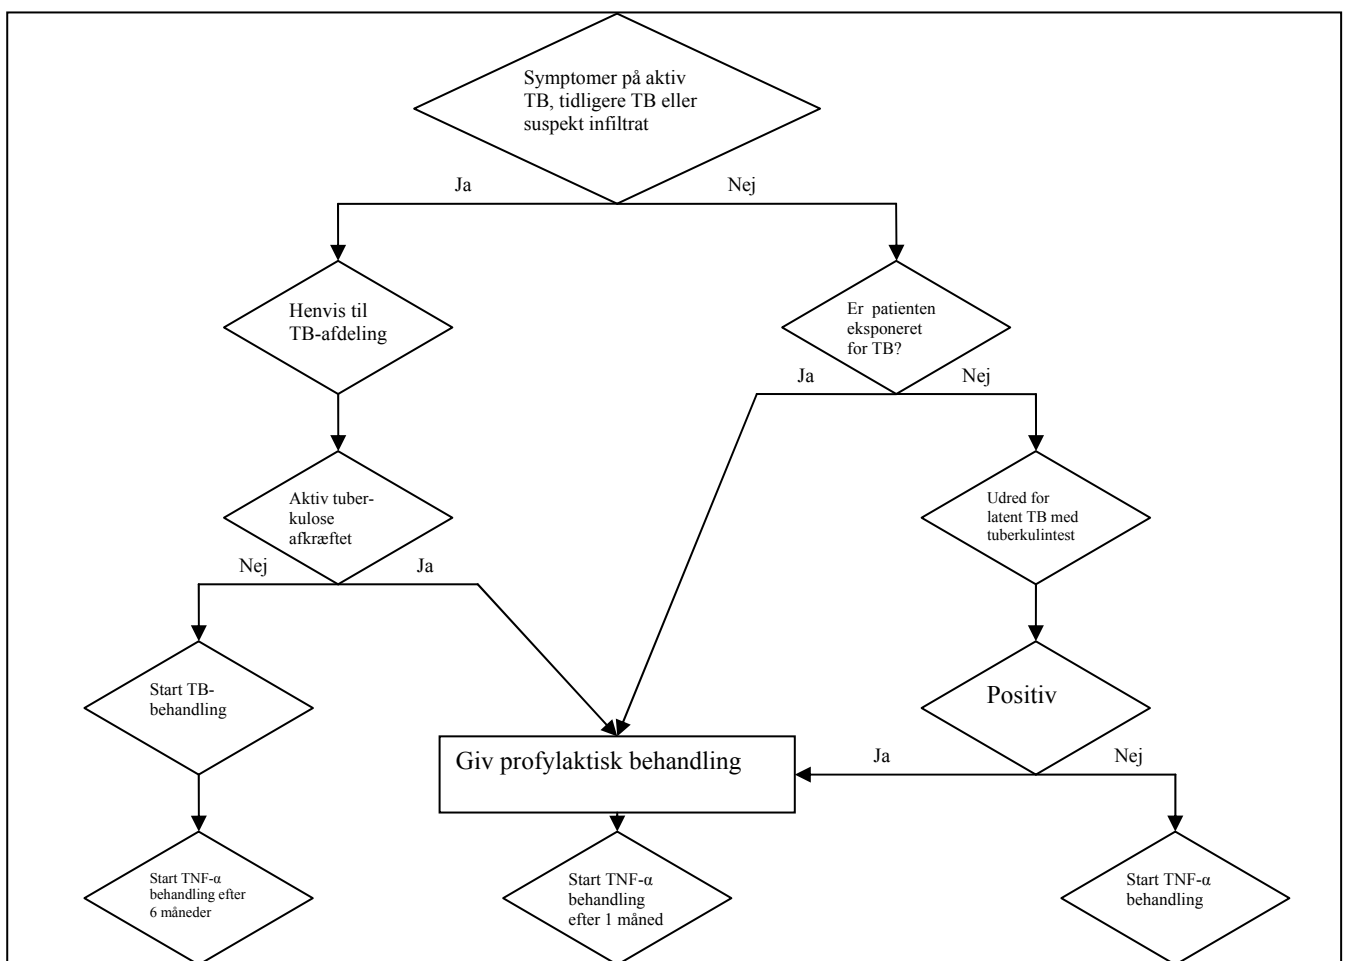 Symptomer på aktiv
TB, tidligere TB eller
suspekt infiltrat
Ja
Nej
Henvis til
TB-afdeling
Er patienten
eksponeret
for TB?
Ja
Nej
Aktiv tuber-
kulose
afkræftet
Udred for
latent TB med
tuberkulintest
Nej
Ja
Start TB-
behandling
Positiv
Giv profylaktisk behandling
Ja
Nej
Start TNF-α
behandling efter
6 måneder
Start TNF-α
behandling
efter 1 måned
Start TNF-α
behandling